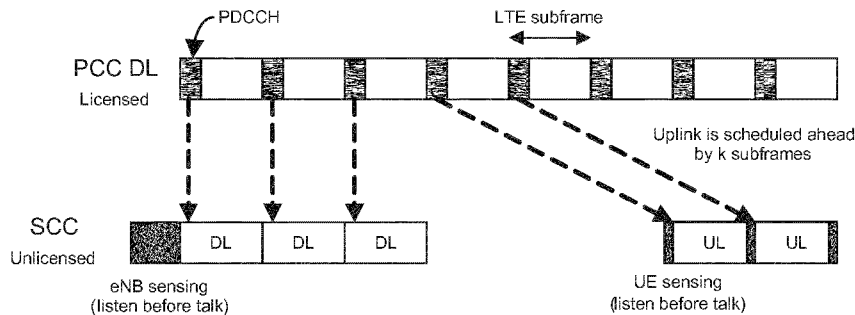 PDCCH
LTE subframe
PCC DL
Licensed
Uplink is scheduled ahead
by k subframes
SCC
Unlicensed
DL
DL
DL
UL
UL
eNB sensing
(listen before talk)
UE sensing
(listen before talk)